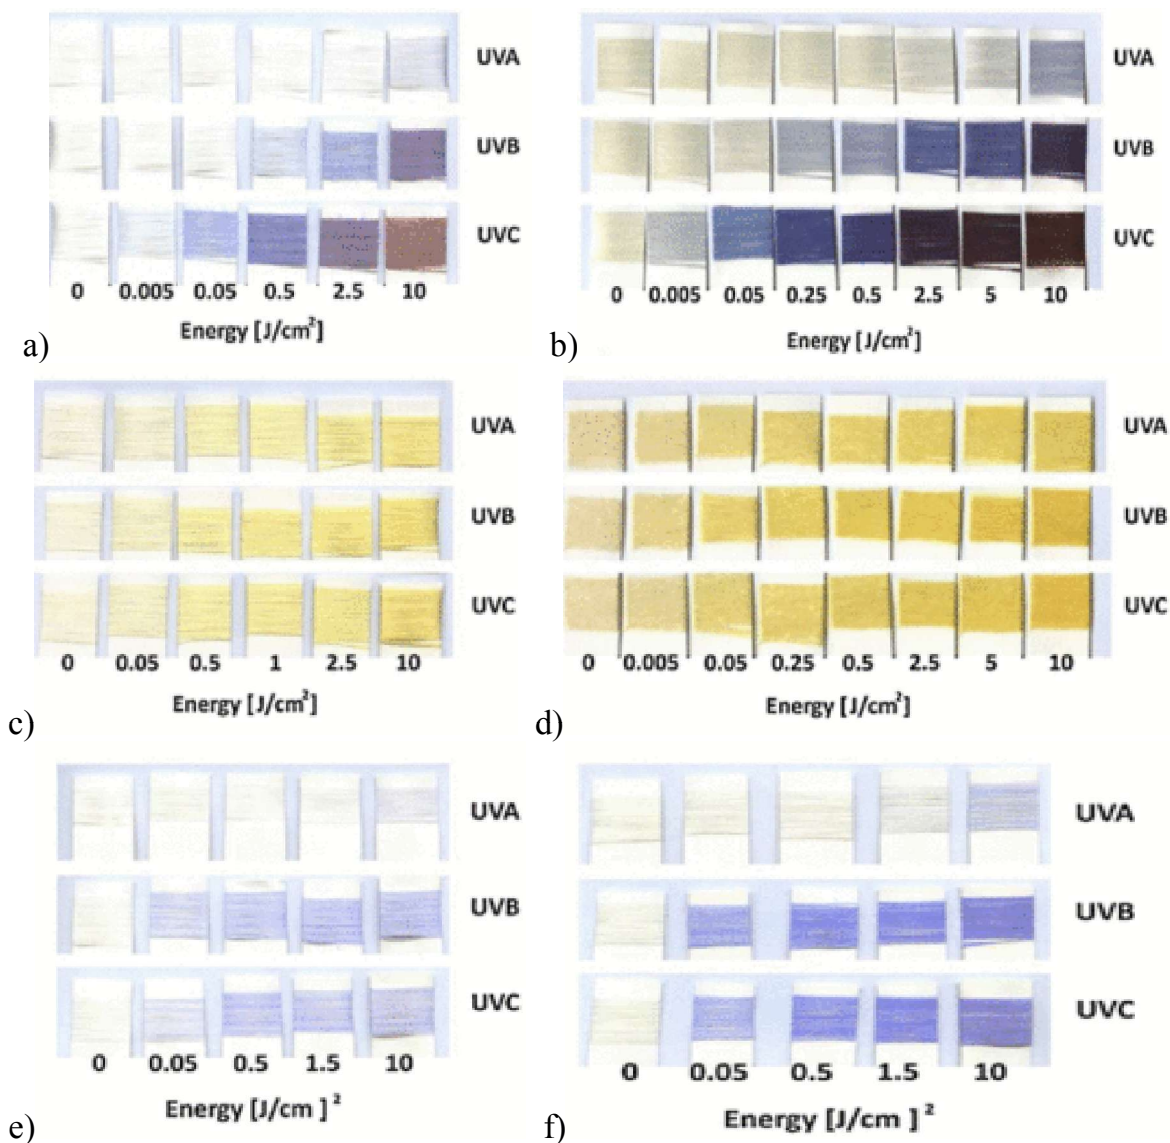 UVA
UVB
UVC
0 0.005 0.05 0.5 2.5 10
Energy [J/cm²]
a)
UVA
UVB
UVC
0 0.005 0.05 0.25 0.5 2.5 5 10
Energy [J/cm²]
b)
UVA
UVB
UVC
0 0.05 0.5 1 2.5 10
Energy [J/cm²]
c)
UVA
UVB
UVC
0 0.005 0.05 0.25 0.5 2.5 5 10
Energy [J/cm²]
d)
UVA
UVB
UVC
0 0.05 0.5 1.5 10
Energy [J/cm ] ²
e)
UVA
UVB
UVC
0 0.05 0.5 1.5 10
Energy [J/cm ] ²
f)